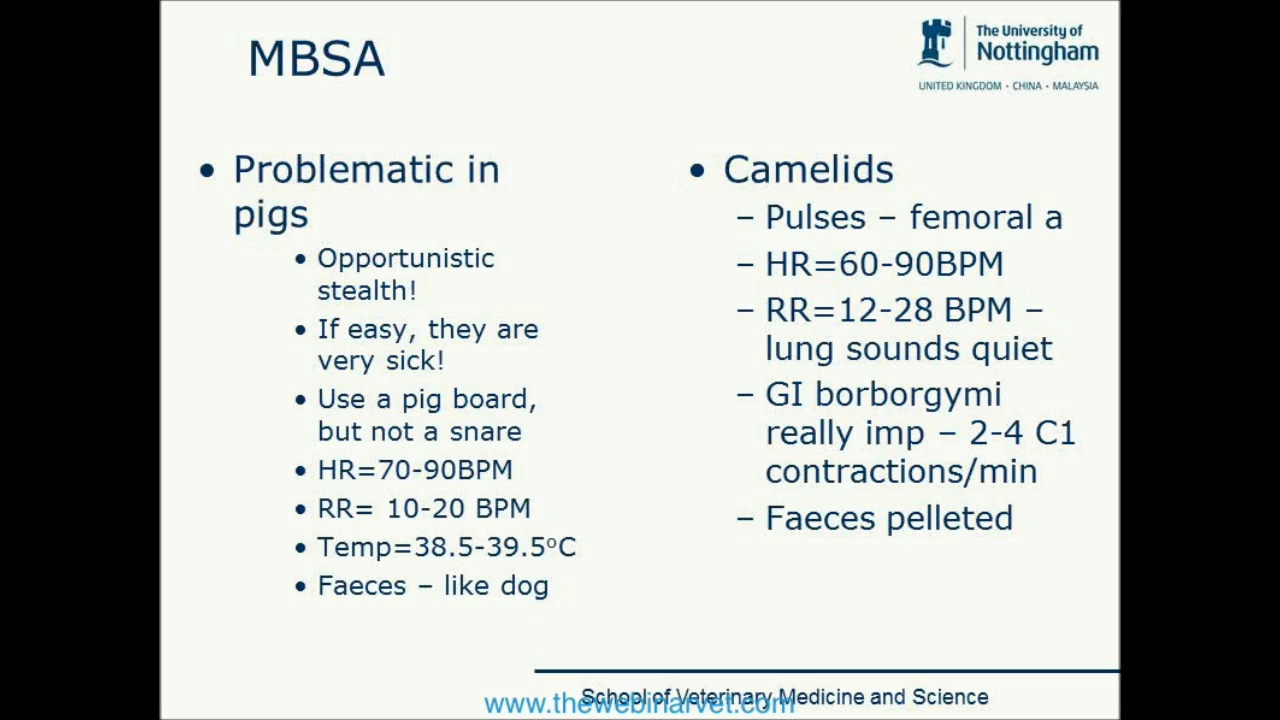 MBSA
The University of
Nottingham
UNITED KINGDOM · CHINA · MALAYSIA
• Problematic in
pigs
• Opportunistic
stealth!
• If easy, they are
very sick!
• Use a pig board,
but not a snare
• HR=70-90BPM
• RR= 10-20 BPM
• Temp=38.5-39.5°C
• Faeces – like dog
• Camelids
– Pulses – femoral a
– HR=60-90BPM
– RR=12-28 BPM –
lung sounds quiet
– GI borborgymi
really imp – 2-4 C1
contractions/min
– Faeces pelleted
School of Veterinary Medicine and Science
www.thewebinarvet.com